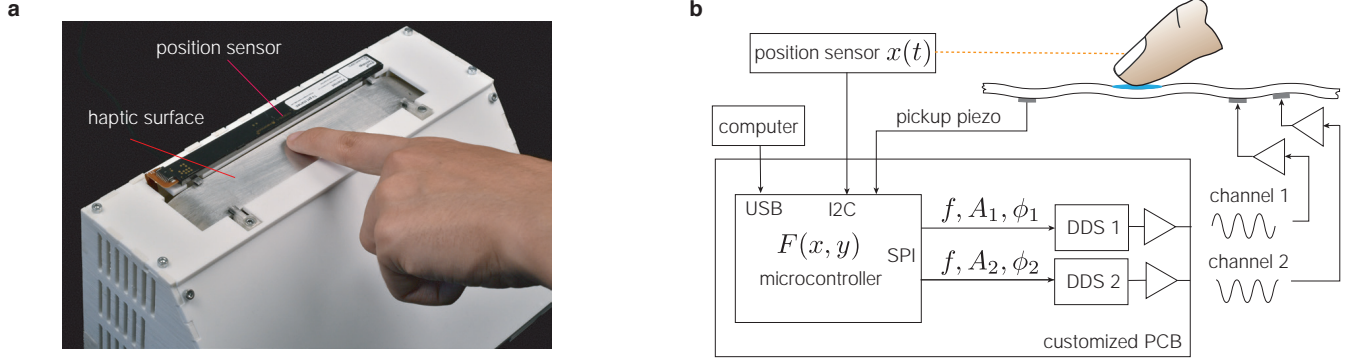 a
position sensor
haptic surface
b
position sensor x(t)
computer
pickup piezo
USB
I2C
F(x, y)
SPI
microcontroller
f, A₁, ϕ₁
f, A₂, ϕ₂
DDS 1
DDS 2
channel 1
channel 2
customized PCB